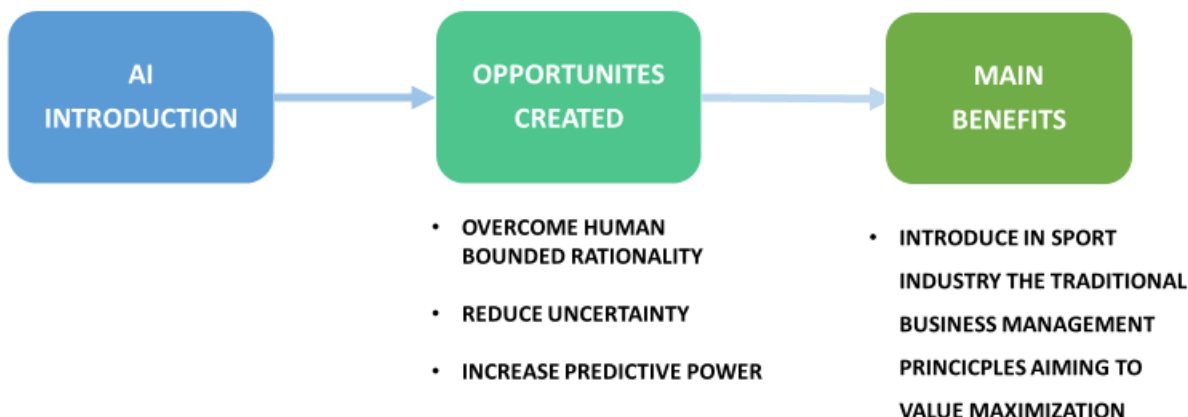 AI
INTRODUCTION
OPPORTUNITES
CREATED
MAIN
BENEFITS
• OVERCOME HUMAN
BOUNDED RATIONALITY
• REDUCE UNCERTAINTY
• INCREASE PREDICTIVE POWER
• INTRODUCE IN SPORT
INDUSTRY THE TRADITIONAL
BUSINESS MANAGEMENT
PRINCICPLES AIMING TO
VALUE MAXIMIZATION